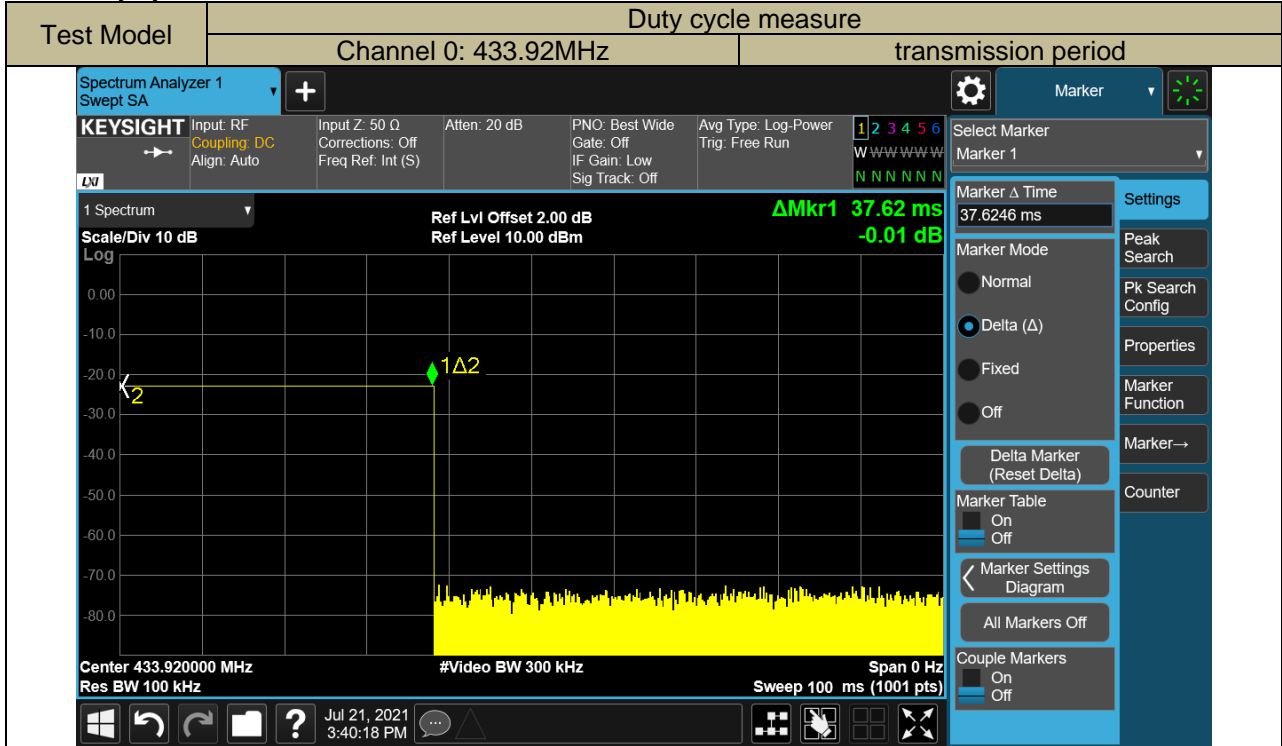 Test Model
Duty cycle measure
Channel 0: 433.92MHz
transmission period
Spectrum Analyzer 1
Swept SA
Marker
KEYSIGHT
LXI
Input: RF
Coupling: DC
Align: Auto
Input Z: 50 Ω
Corrections: Off
Freq Ref: Int (S)
Atten: 20 dB
PNO: Best Wide
Gate: Off
IF Gain: Low
Sig Track: Off
Avg Type: Log-Power
Trig: Free Run
1 2 3 4 5 6
W W W W W W
N N N N N N
1 Spectrum
Scale/Div 10 dB
Log
Ref Lvl Offset 2.00 dB
Ref Level 10.00 dBm
ΔMkr1 37.62 ms
-0.01 dB
0.00
-10.0
-20.0
-30.0
-40.0
-50.0
-60.0
-70.0
-80.0
2
1Δ2
Center 433.920000 MHz
Res BW 100 kHz
#Video BW 300 kHz
Span 0 Hz
Sweep 100 ms (1001 pts)
Select Marker
Marker 1
Marker Δ Time
37.6246 ms
Marker Mode
Normal
Delta (Δ)
Fixed
Off
Delta Marker
(Reset Delta)
Marker Table
On
Off
Marker Settings
Diagram
All Markers Off
Couple Markers
On
Off
Settings
Peak
Search
Pk Search
Config
Properties
Marker
Function
Marker→
Counter
?
Jul 21, 2021
3:40:18 PM